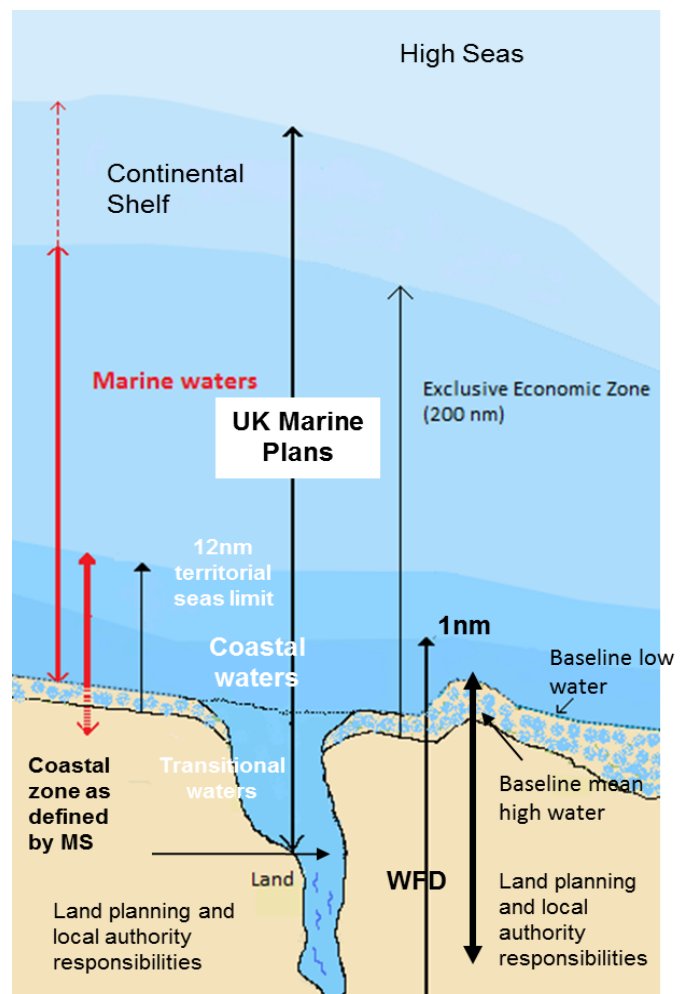 High Seas
Continental
Shelf
Marine waters
Exclusive Economic Zone
(200 nm)
UK Marine
Plans
12nm
territorial
seas limit
1nm
Coastal
waters
Baseline low
water
Transitional
waters
Coastal
zone as
defined
by MS
Baseline mean
high water
Land
WFD
Land planning and
local authority
responsibilities
Land planning
and local
authority
responsibilities